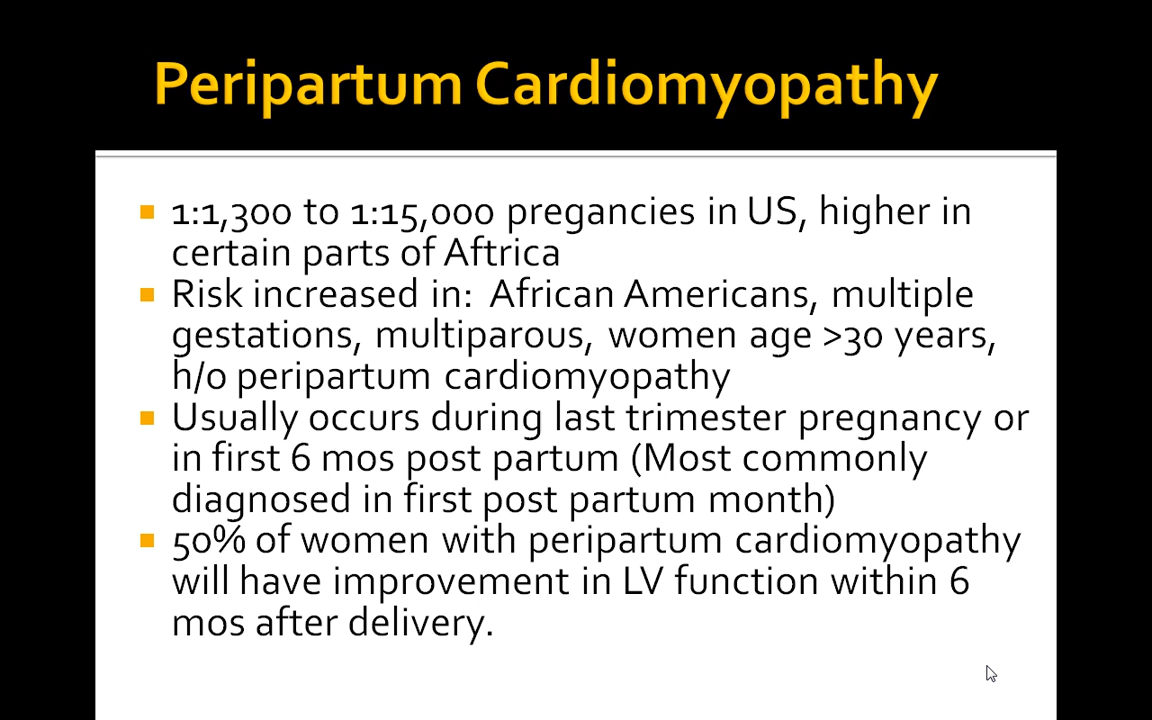 Peripartum Cardiomyopathy
1:1,300 to 1:15,000 pregancies in US, higher in
certain parts of Aftrica
Risk increased in:  African Americans, multiple
gestations, multiparous, women age >30 years,
h/o peripartum cardiomyopathy
Usually occurs during last trimester pregnancy or
in first 6 mos post partum (Most commonly
diagnosed in first post partum month)
50% of women with peripartum cardiomyopathy
will have improvement in LV function within 6
mos after delivery.